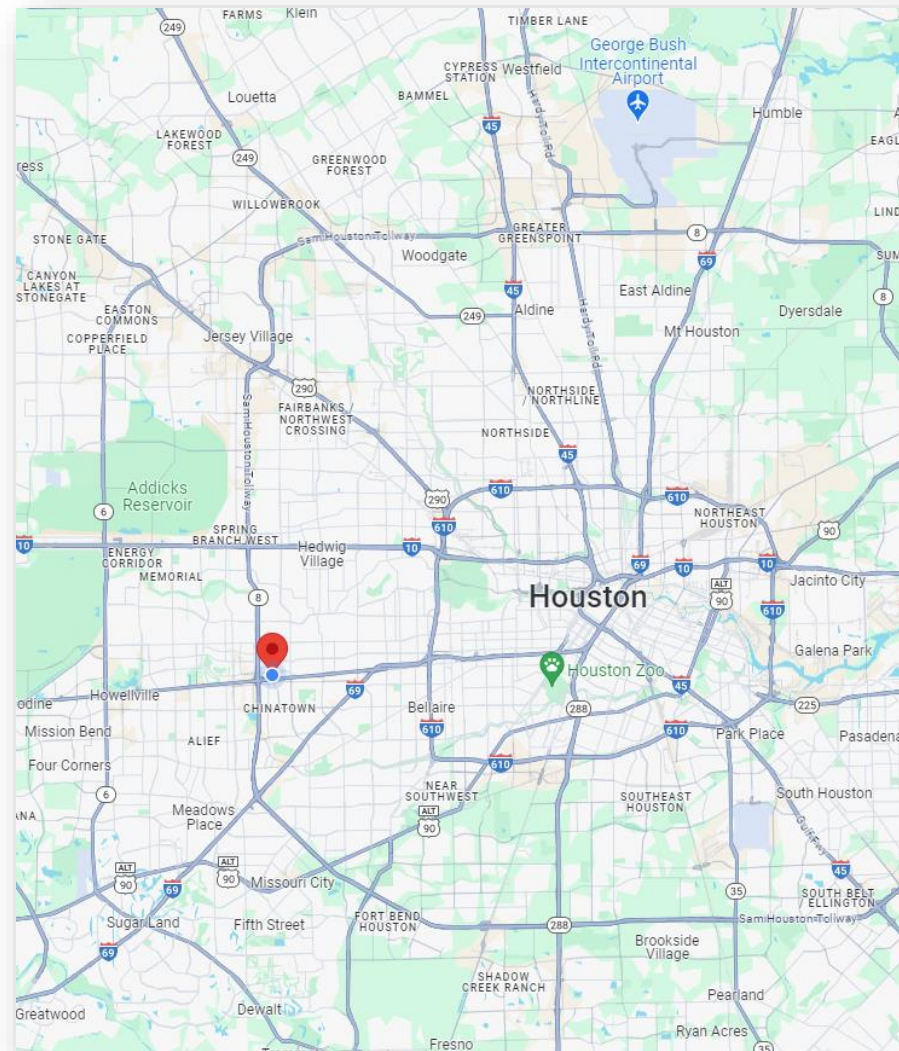 FARMS
Klein
TIMBER LANE
249
George Bush
Intercontinental
Airport
CYPRESS
STATION
Westfield
Louetta
BAMMEL
Hardy Toll Rd
Humble
45
LAKEWOOD
FOREST
249
GREENWOOD
FOREST
EAGL
ress
WILLOWBROOK
LIND
STONE GATE
Sam Houston Tollway
GREATER
GREENSPOINT
8
Woodgate
69
SUM
CANYON
LAKES AT
STONEGATE
45
East Aldine
8
EASTON
COMMONS
249
Aldine
Dyersdale
COPPERFIELD
PLACE
Jersey Village
Hardy Toll Rd
Mt Houston
290
NORTHSIDE
/ NORTHLINE
Sam Houston Tollway
FAIRBANKS /
NORTHWEST
CROSSING
NORTHSIDE
45
Addicks
Reservoir
290
610
610
6
NORTHEAST
HOUSTON
SPRING
BRANCH WEST
610
90
10
ENERGY
CORRIDOR
Hedwig
Village
10
69
10
10
MEMORIAL
ALT
90
Jacinto City
8
Houston
610
Galena Park
Houston Zoo
Howellville
69
45
odine
CHINATOWN
Bellaire
288
225
Mission Bend
ALIEF
610
610
Park Place
Pasadena
Four Corners
610
6
NEAR
SOUTHWEST
SOUTHEAST
HOUSTON
South Houston
ANA
Meadows
Place
ALT
90
Gulf Fwy
ALT
90
ALT
90
69
Missouri City
45
35
SOUTH BELT
ELLINGTON
Sugar Land
Fifth Street
FORT BEND
HOUSTON
288
Sam Houston Tollway
69
Brookside
Village
SHADOW
CREEK RANCH
Pearland
Greatwood
Dewalt
Ryan Acres
Fresno
35